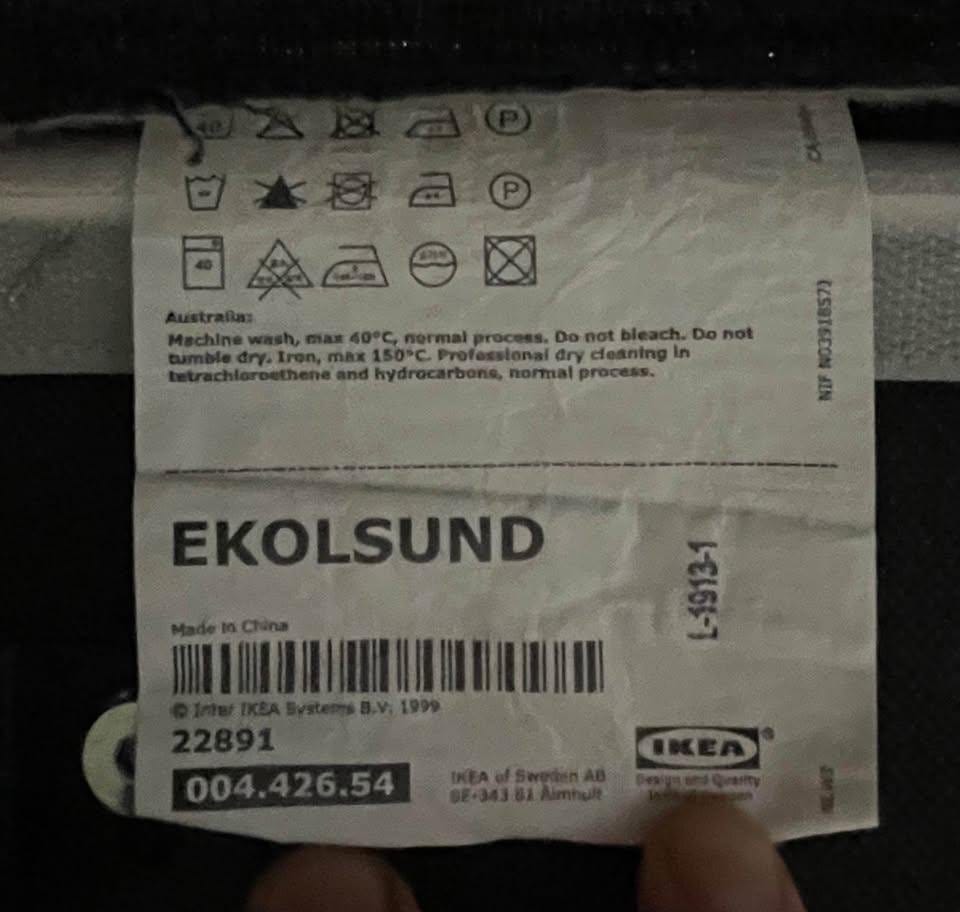 40
P
P
40
Australia:
Machine wash, max 40°C, normal process. Do not bleach. Do not
tumble dry. Iron, max 150°C. Professional dry cleaning in
tetrachloroethene and hydrocarbons, normal process.
EKOLSUND
L-1913-1
Made in China
© Inter IKEA Systems B.V. 1999
22891
004.426.54
IKEA of Sweden AB
SE-343 81 Älmhult
IKEA®
Design and Quality